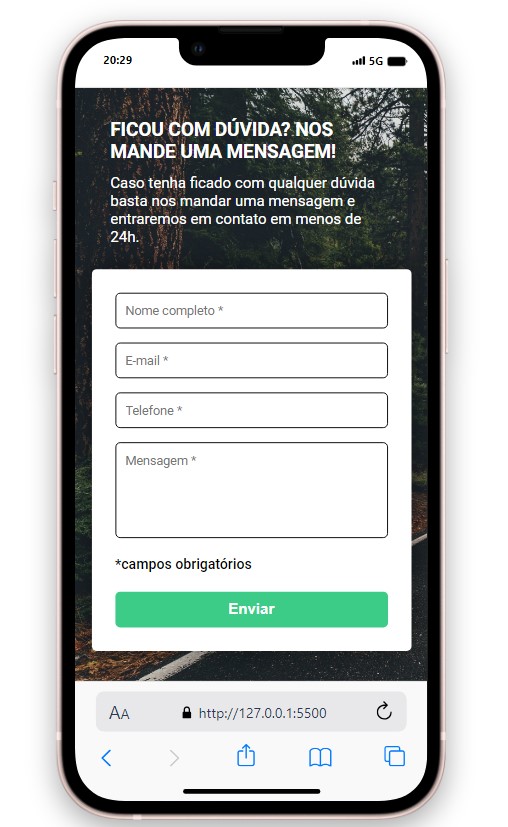 20:29
5G
FICOU COM DÚVIDA? NOS
MANDE UMA MENSAGEM!
Caso tenha ficado com qualquer dúvida
basta nos mandar uma mensagem e
entraremos em contato em menos de
24h.
Nome completo *
E-mail *
Telefone *
Mensagem *
*campos obrigatórios
Enviar
AA http://127.0.0.1:5500